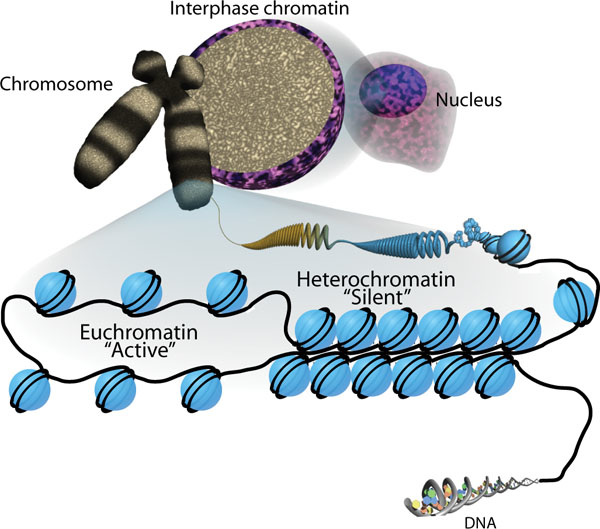 Interphase chromatin
Chromosome
Nucleus
Heterochromatin
"Silent"
Euchromatin
"Active"
DNA